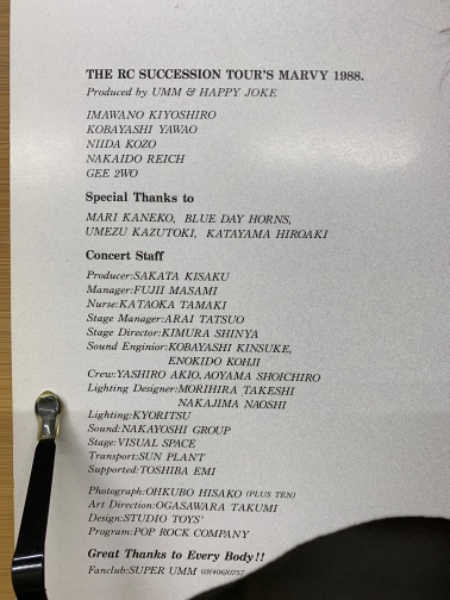 THE RC SUCCESSION TOUR'S MARVY 1988.
Produced by UMM & HAPPY JOKE
IMAWANO KIYOSHIRO
KOBAYASHI YAWAO
NIIDA KOZO
NAKAIDO REICH
GEE 2WO
Special Thanks to
MARI KANEKO, BLUE DAY HORNS,
UMEZU KAZUTOKI, KATAYAMA HIROAKI
Concert Staff
Producer:SAKATA KISAKU
Manager:FUJII MASAMI
Nurse:KATAOKA TAMAKI
Stage Manager:ARAI TATSUO
Stage Director:KIMURA SHINYA
Sound Enginior:KOBAYASHI KINSUKE,
ENOKIDO KOHJI
Crew:YASHIRO AKIO,AOYAMA SHOICHIRO
Lighting Designer:MORIHIRA TAKESHI
NAKAJIMA NAOSHI
Lighting:KYORITSU
Sound:NAKAYOSHI GROUP
Stage:VISUAL SPACE
Transport:SUN PLANT
Supported:TOSHIBA EMI
Photograph:OHKUBO HISAKO (PLUS TEN)
Art Direction:OGASAWARA TAKUMI
Design:STUDIO TOYS'
Program:POP ROCK COMPANY
Great Thanks to Every Body!!
Fanclub:SUPER UMM 03(406)0757